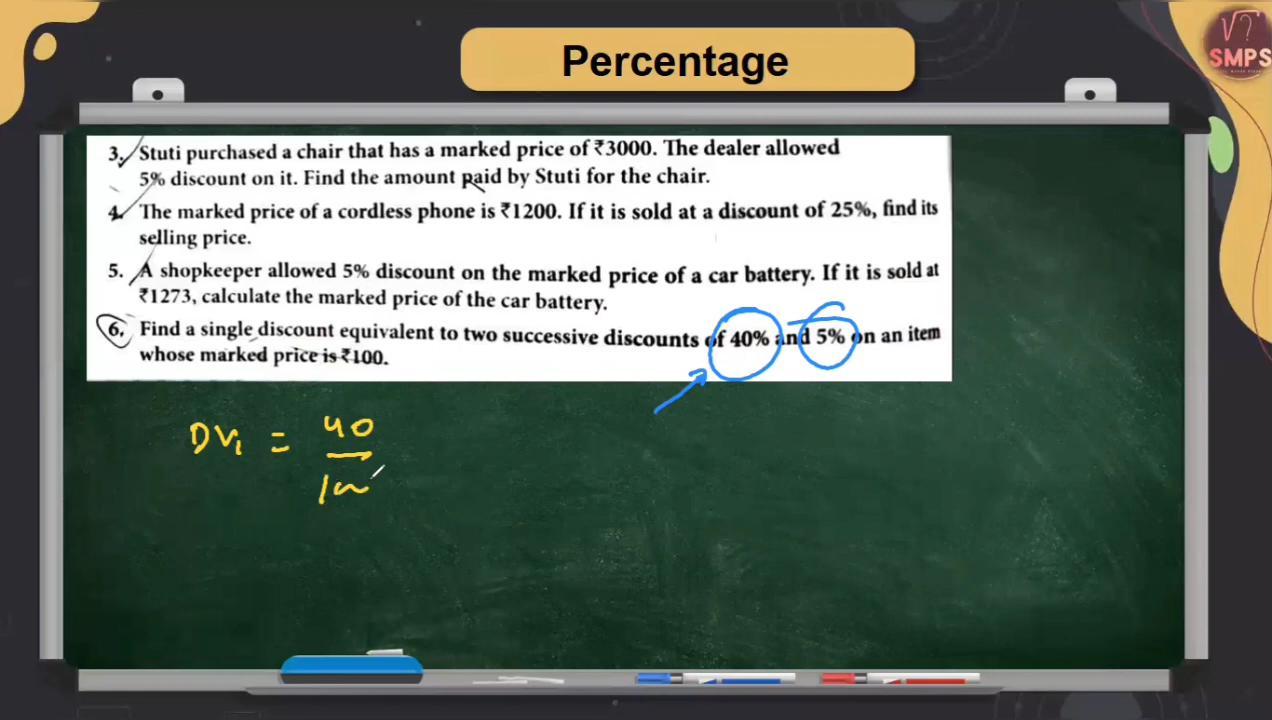 Percentage
√?
SMPS
3. Stuti purchased a chair that has a marked price of ₹3000. The dealer allowed
5% discount on it. Find the amount paid by Stuti for the chair.
4. The marked price of a cordless phone is ₹1200. If it is sold at a discount of 25%, find its
selling price.
5. A shopkeeper allowed 5% discount on the marked price of a car battery. If it is sold at
₹1273, calculate the marked price of the car battery.
6. Find a single discount equivalent to two successive discounts of 40% and 5% on an item
whose marked price is ₹100.
DV₁ = 40
100